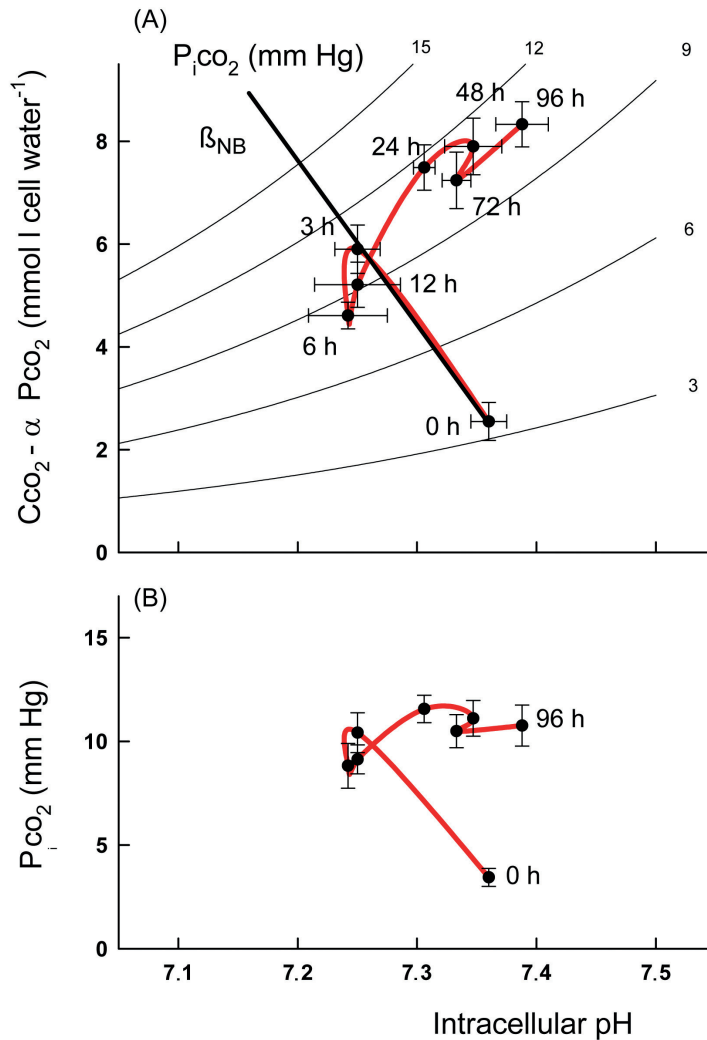 (A)
15
12
9
PᵢCO₂ (mm Hg)
48 h
96 h
βNB
24 h
8
72 h
3 h
6
6
12 h
6 h
4
3
0 h
2
0
Cco₂ - α Pco₂ (mmol l cell water⁻¹)
(B)
15
96 h
10
5
0 h
0
Pᵢco₂ (mm Hg)
7.1
7.2
7.3
7.4
7.5
Intracellular pH